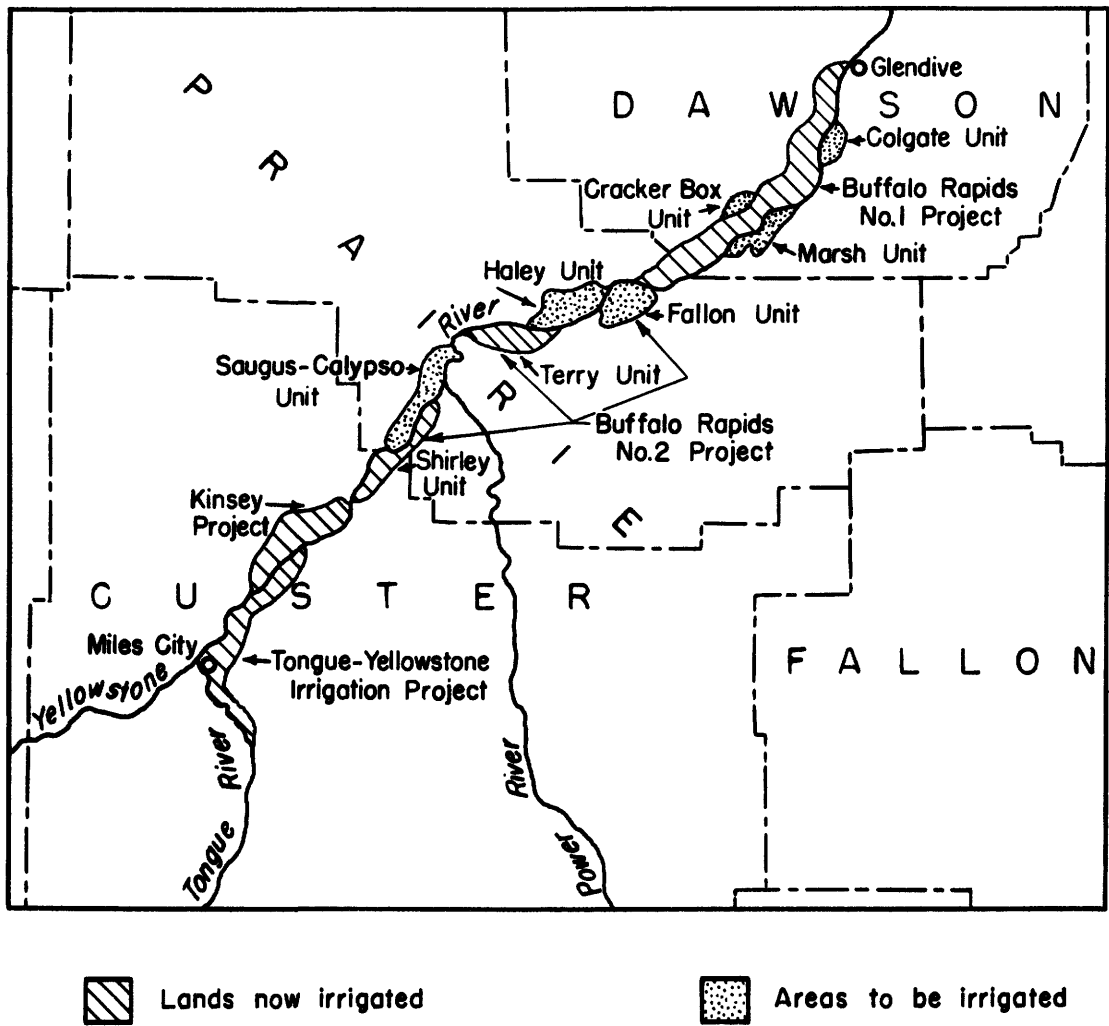 Glendive
D A W S O N
P R A I R I E
Colgate Unit
Cracker Box
Unit
Buffalo Rapids
No.1 Project
Marsh Unit
Haley Unit
River
Fallon Unit
Saugus-Calypso
Unit
Terry Unit
Buffalo Rapids
No.2 Project
Shirley
Unit
Kinsey
Project
C U S T E R
Miles City
Tongue-Yellowstone
Irrigation Project
F A L L O N
Yellowstone
Tongue River
Power River
Lands now irrigated
Areas to be irrigated